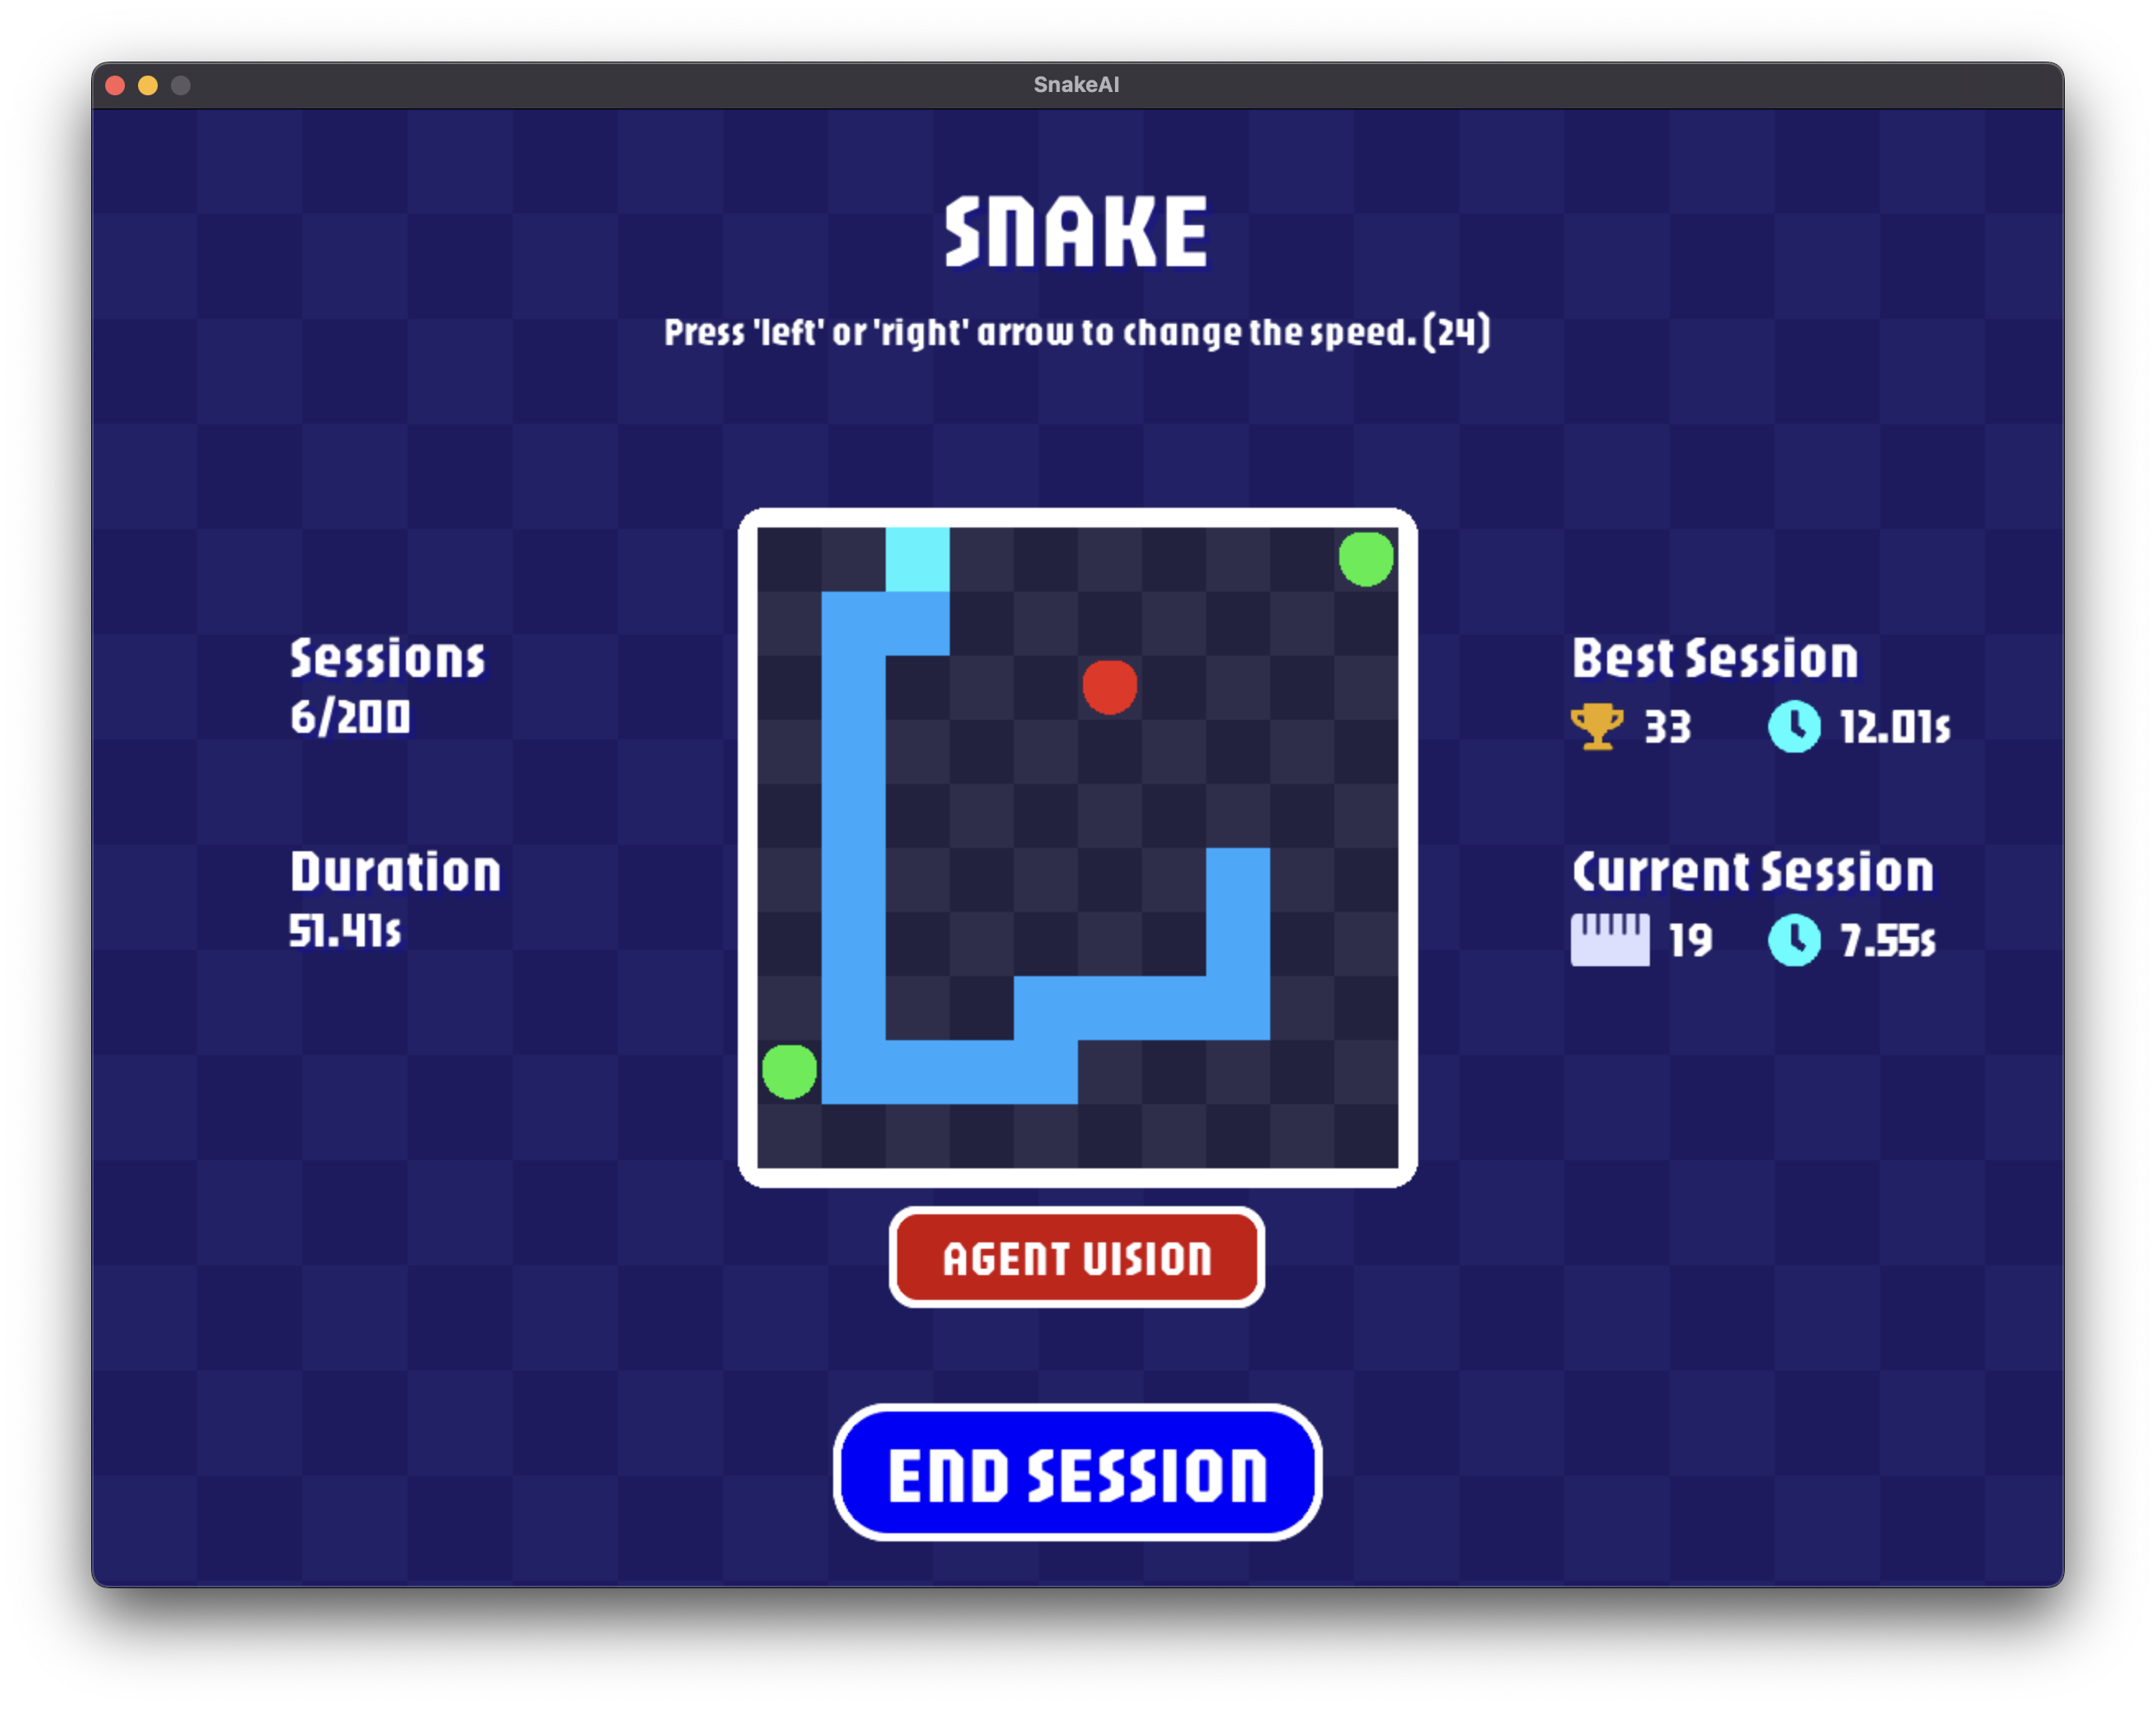 SnakeAI
SNAKE
Press 'left' or 'right' arrow to change the speed. (24)
Sessions
6/200
Duration
51.41s
Best Session
33 12.01s
Current Session
19 7.55s
AGENT VISION
END SESSION